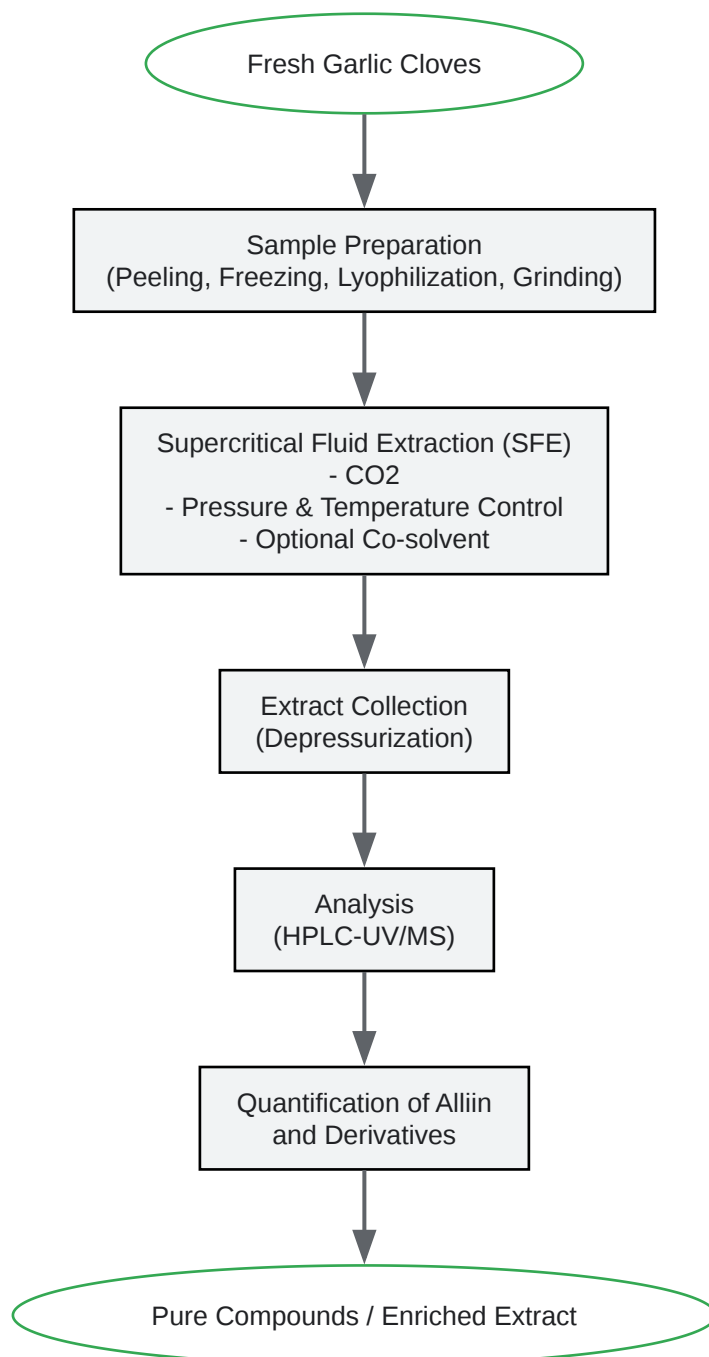 Fresh Garlic Cloves
Sample Preparation
(Peeling, Freezing, Lyophilization, Grinding)
Supercritical Fluid Extraction (SFE)
- CO2
- Pressure & Temperature Control
- Optional Co-solvent
Extract Collection
(Depressurization)
Analysis
(HPLC-UV/MS)
Quantification of Alliin
and Derivatives
Pure Compounds / Enriched Extract